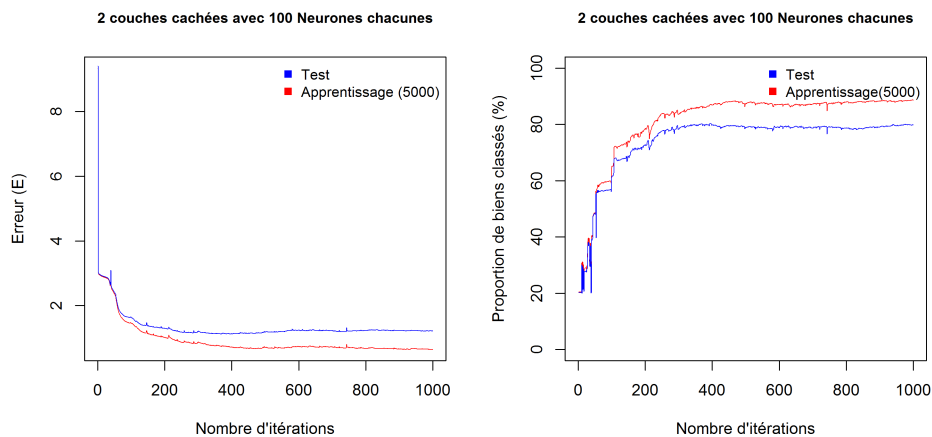 2 couches cachées avec 100 Neurones chacunes
Test
Apprentissage (5000)
Erreur (E)
8
6
4
2
0 200 400 600 800 1000
Nombre d'itérations
2 couches cachées avec 100 Neurones chacunes
Test
Apprentissage(5000)
Proportion de biens classés (%)
100
80
60
40
20
0
0 200 400 600 800 1000
Nombre d'itérations